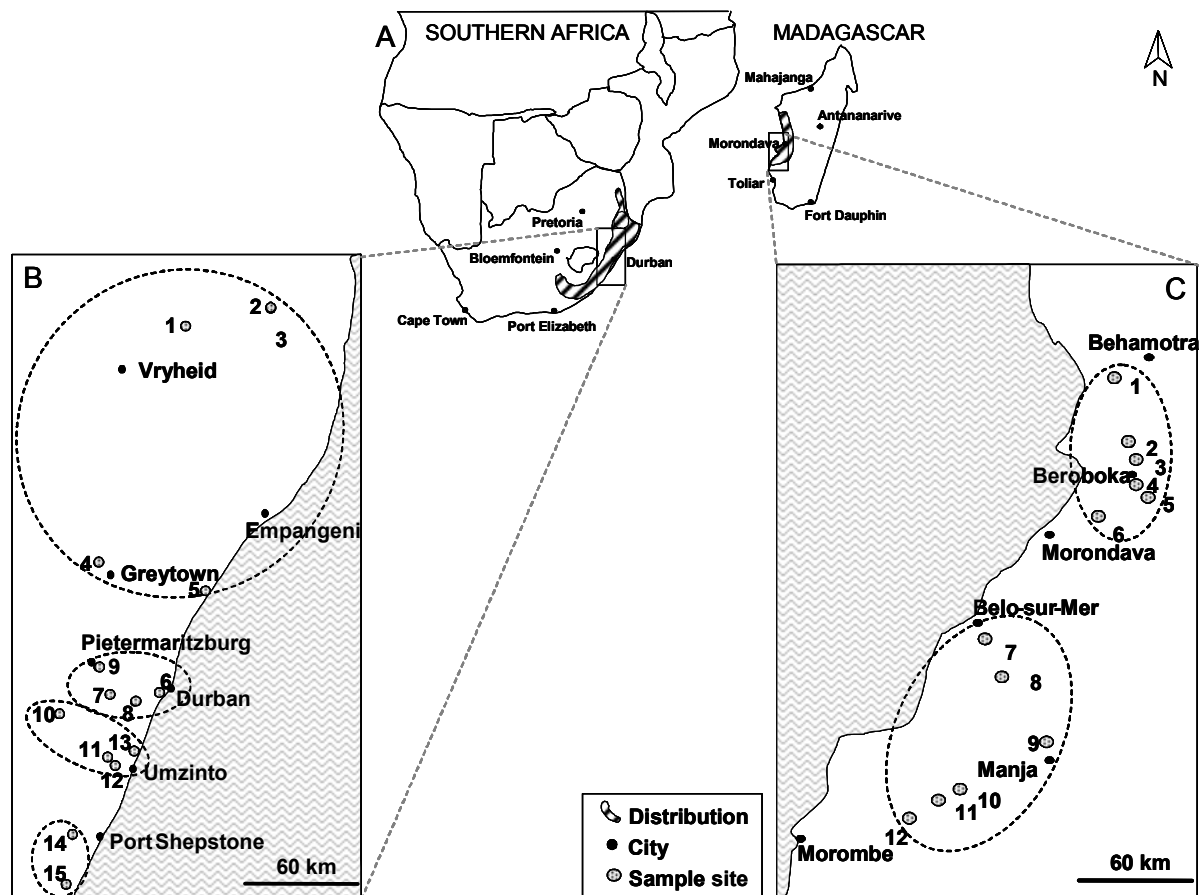 A
SOUTHERN AFRICA
MADAGASCAR
N
Mahajanga
Antananarive
Morondava
Toliar
Fort Dauphin
Pretoria
Bloemfontein
Durban
Cape Town
Port Elizabeth
B
1
2
3
Vryheid
Empangeni
4
Greytown
5
Pietermaritzburg
9
6
7
8
Durban
10
11
13
12
Umzinto
14
Port Shepstone
15
60 km
Distribution
City
Sample site
C
Behamotra
1
2
3
Beroboka
4
5
6
Morondava
Belo-sur-Mer
7
8
9
Manja
10
11
12
Morombe
60 km